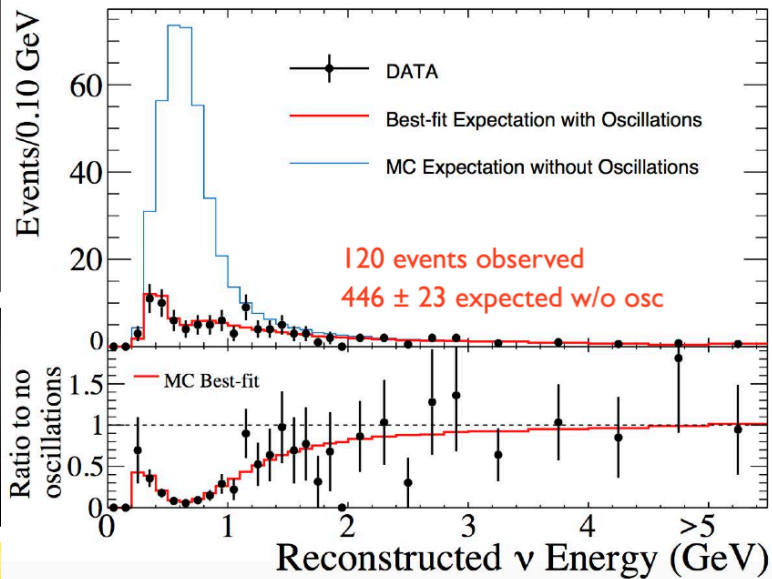 Events/0.10 GeV
60
40
20
0
DATA
Best-fit Expectation with Oscillations
MC Expectation without Oscillations
120 events observed
446 ± 23 expected w/o osc
Ratio to no
oscillations
1.5
1
0.5
0
MC Best-fit
0 1 2 3 4 >5
Reconstructed ν Energy (GeV)